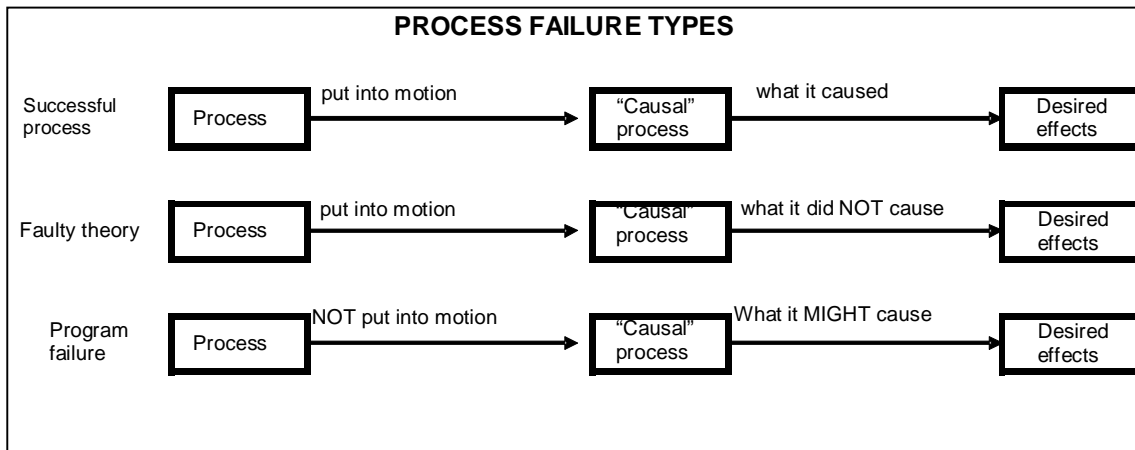 PROCESS FAILURE TYPES
Successful
process
Process
put into motion
“Causal”
process
what it caused
Desired
effects
Faulty theory
Process
put into motion
“Causal”
process
what it did NOT cause
Desired
effects
Program
failure
Process
NOT put into motion
“Causal”
process
What it MIGHT cause
Desired
effects